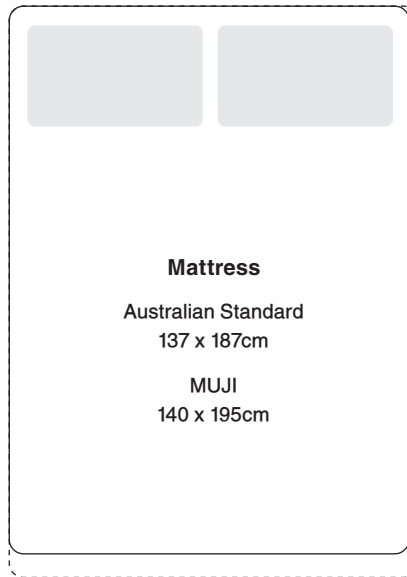 Mattress
Australian Standard
137 x 187cm
MUJI
140 x 195cm